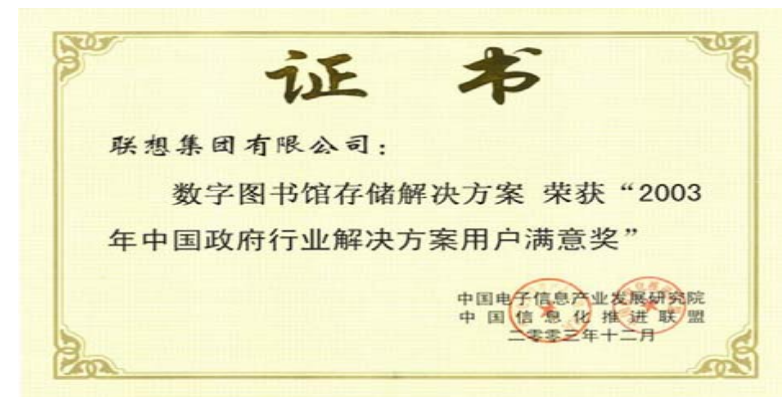 证 书
联想集团有限公司：
数字图书馆存储解决方案 荣获“2003
年中国政府行业解决方案用户满意奖”
中国电子信息产业发展研究院
中国信息化推进联盟
二零零三年十二月